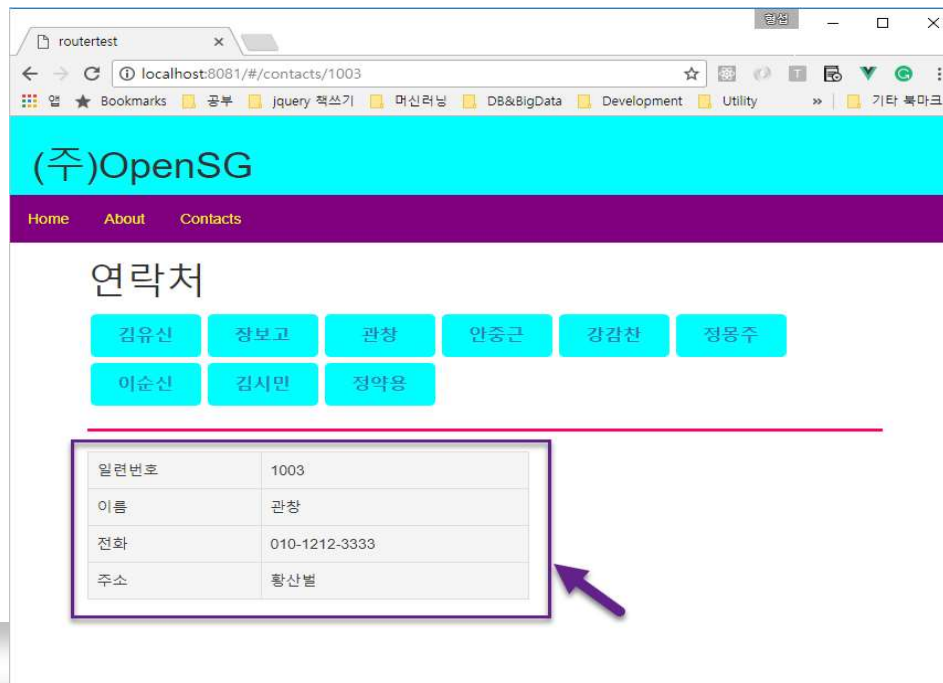 형섭
routertest
localhost:8081/#/contacts/1003
앱 Bookmarks 공부 jquery 책쓰기 머신러닝 DB&BigData Development Utility » 기타 북마크
(주)OpenSG
Home About Contacts
연락처
김유신 장보고 관창 안중근 강감찬 정몽주
이순신 김시민 정약용
일련번호 1003
이름 관창
전화 010-1212-3333
주소 황산벌